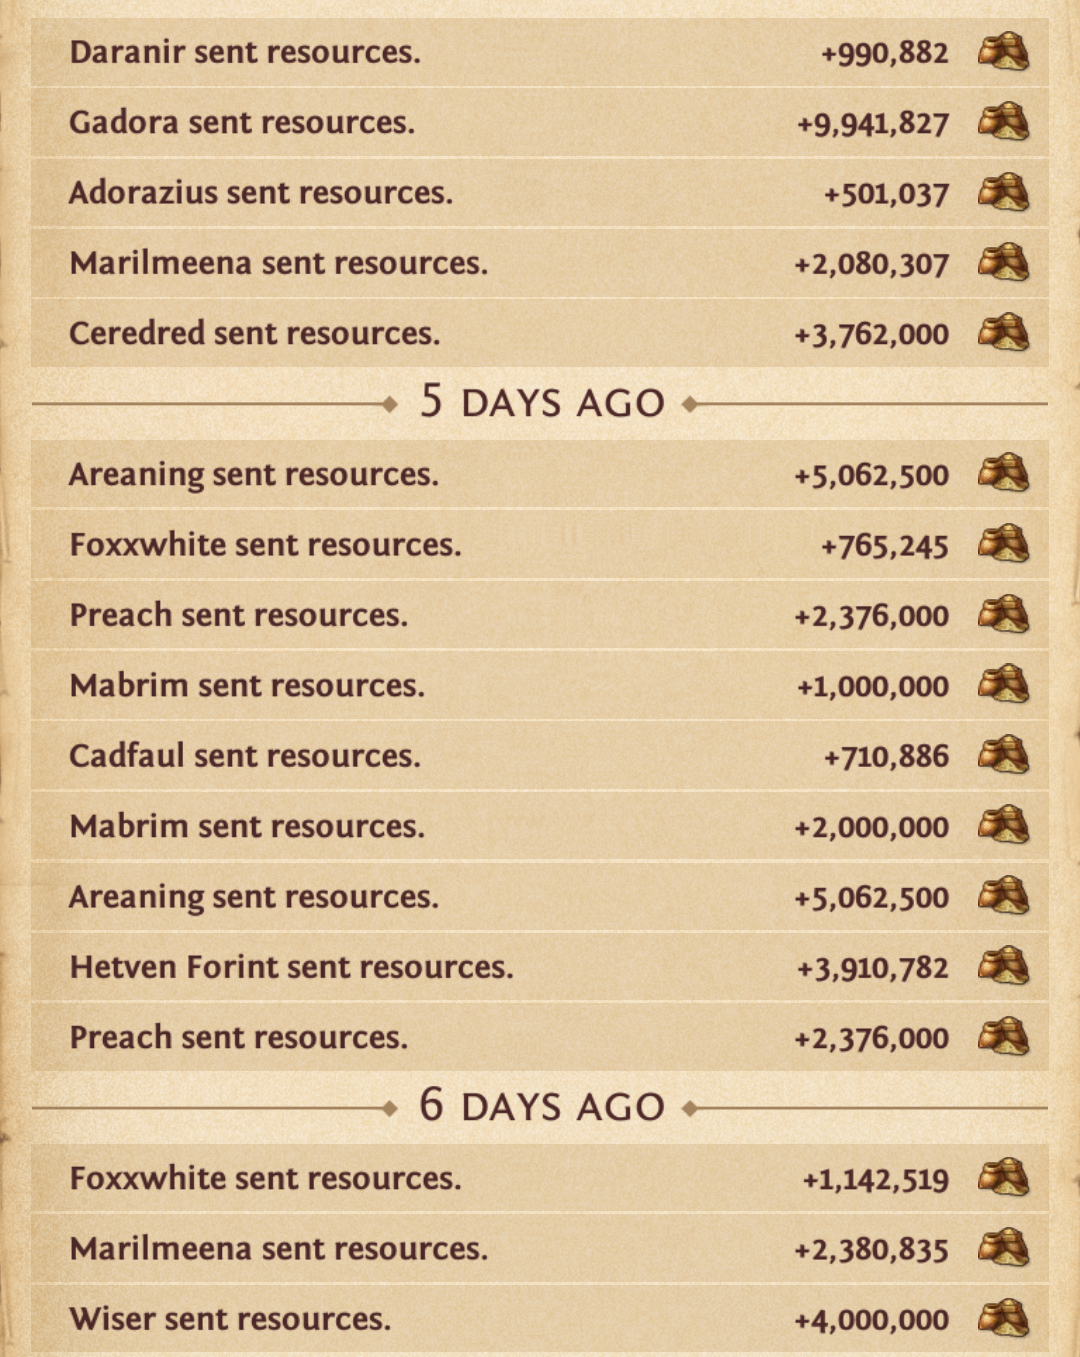 Daranir sent resources. +990,882
Gadora sent resources. +9,941,827
Adorazius sent resources. +501,037
Marilmeena sent resources. +2,080,307
Ceredred sent resources. +3,762,000
5 DAYS AGO
Areaning sent resources. +5,062,500
Foxxwhite sent resources. +765,245
Preach sent resources. +2,376,000
Mabrim sent resources. +1,000,000
Cadfaul sent resources. +710,886
Mabrim sent resources. +2,000,000
Areaning sent resources. +5,062,500
Hetven Forint sent resources. +3,910,782
Preach sent resources. +2,376,000
6 DAYS AGO
Foxxwhite sent resources. +1,142,519
Marilmeena sent resources. +2,380,835
Wiser sent resources. +4,000,000